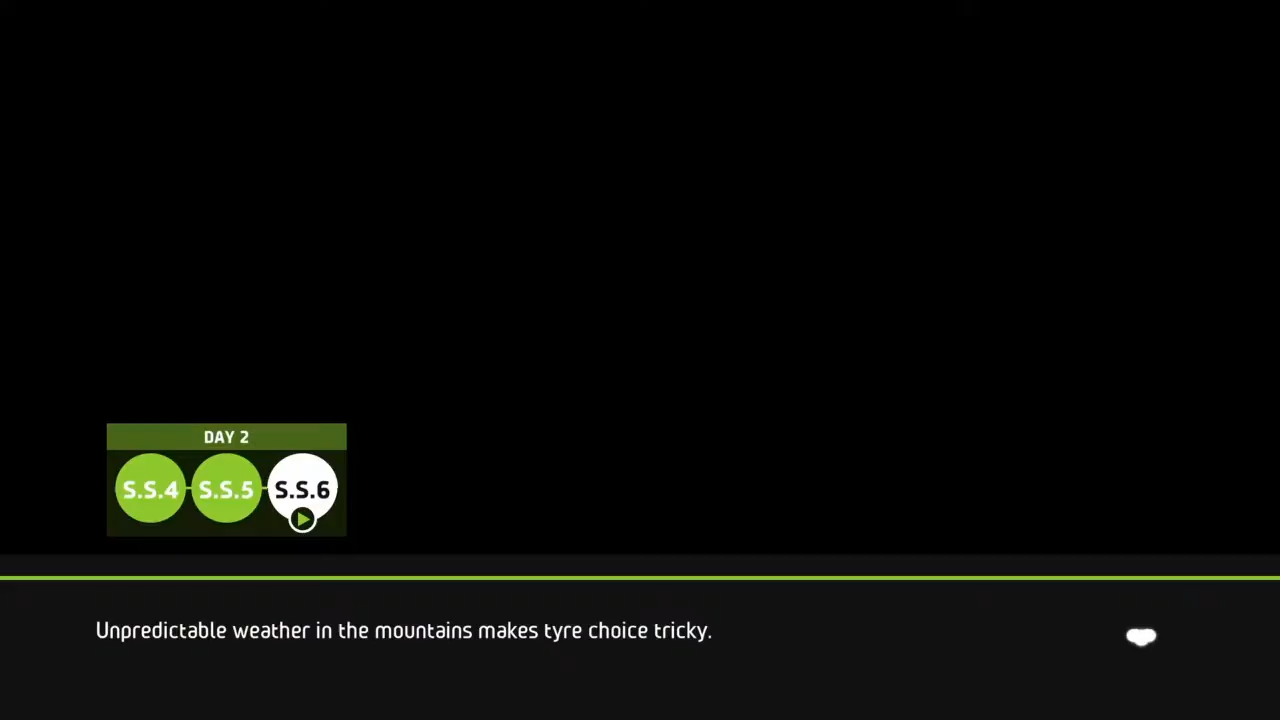 DAY 2
S.S.4 S.S.5 S.S.6
Unpredictable weather in the mountains makes tyre choice tricky.